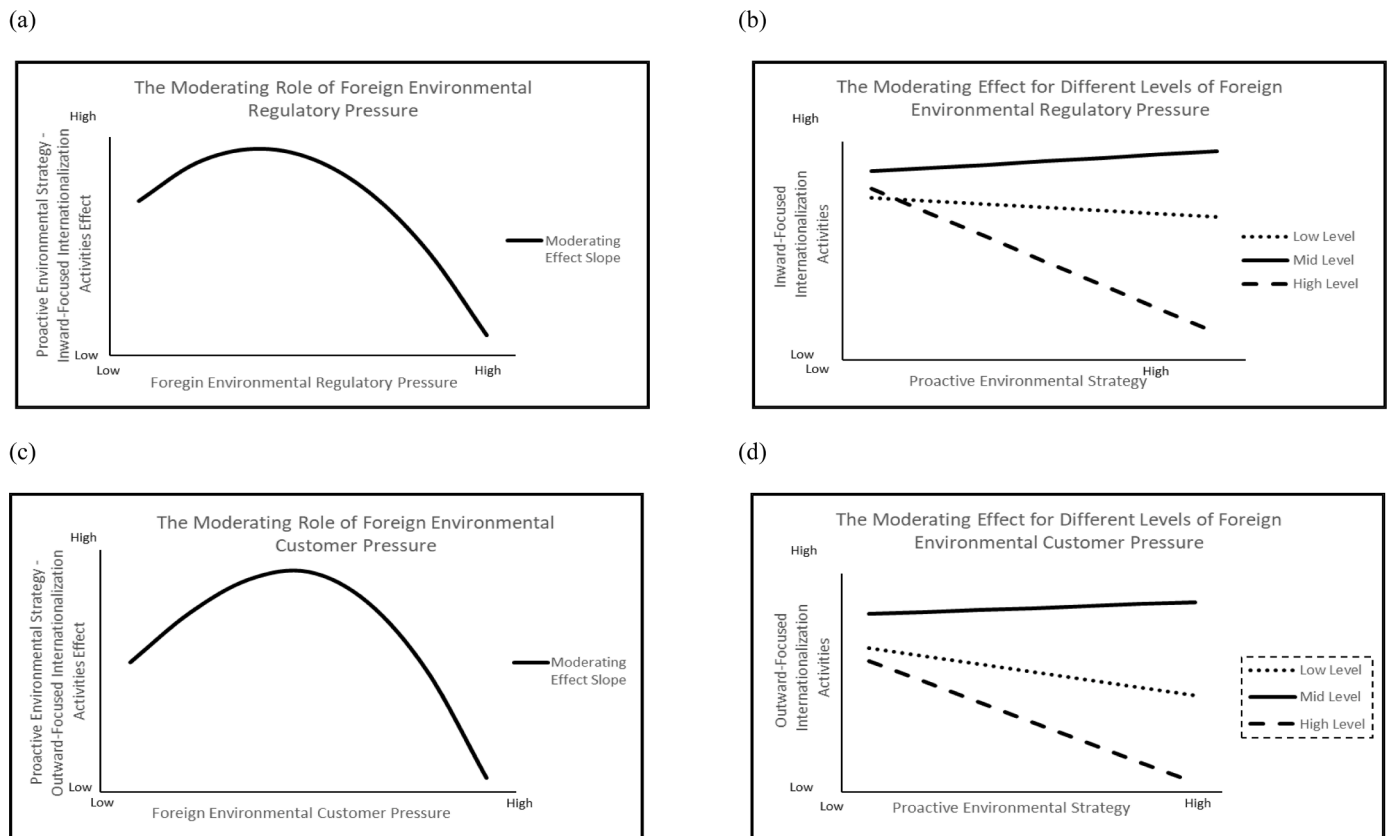 (a)
The Moderating Role of Foreign Environmental
Regulatory Pressure
High
Proactive Environmental Strategy -
Inward-Focused Internationalization
Activities Effect
Low
Low
High
Foregin Environmental Regulatory Pressure
Moderating
Effect Slope
(b)
The Moderating Effect for Different Levels of Foreign
Environmental Regulatory Pressure
High
Inward-Focused
Internationalization
Activities
Low
Low
High
Proactive Environmental Strategy
Low Level
Mid Level
High Level
(c)
The Moderating Role of Foreign Environmental
Customer Pressure
High
Proactive Environmental Strategy -
Outward-Focused Internationalization
Activities Effect
Low
Low
High
Foreign Environmental Customer Pressure
Moderating
Effect Slope
(d)
The Moderating Effect for Different Levels of Foreign
Environmental Customer Pressure
High
Outward-Focused
Internationalization
Activities
Low
Low
High
Proactive Environmental Strategy
Low Level
Mid Level
High Level